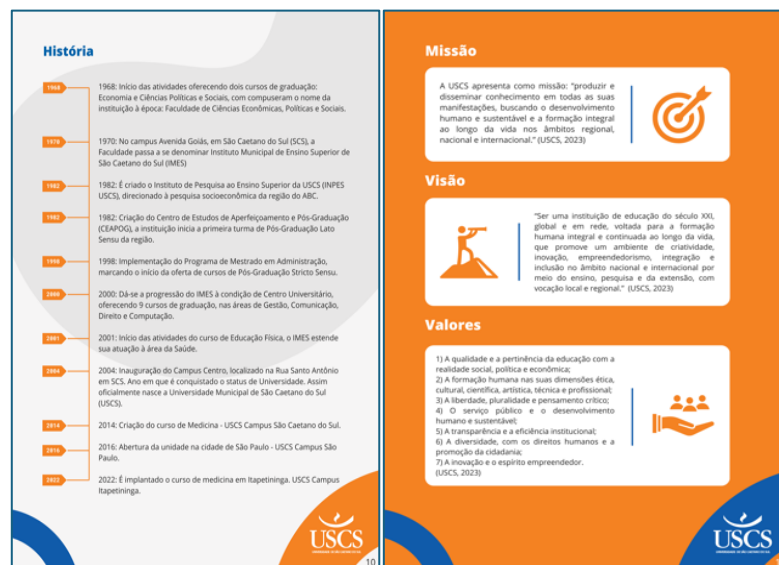 História
1968
1968: Início das atividades oferecendo dois cursos de graduação:
Economia e Ciências Políticas e Sociais, com compuseram o nome da
instituição à época: Faculdade de Ciências Econômicas, Políticas e Sociais.
1970
1970: No campus Avenida Goiás, em São Caetano do Sul (SCS), a
Faculdade passa a se denominar Instituto Municipal de Ensino Superior de
São Caetano do Sul (IMES)
1982
1982: É criado o Instituto de Pesquisa ao Ensino Superior da USCS (INPES
USCS), direcionado à pesquisa socioeconômica da região do ABC.
1982
1982: Criação do Centro de Estudos de Aperfeiçoamento e Pós-Graduação
(CEAPOG), a instituição inicia a primeira turma de Pós-Graduação Lato
Sensu da região.
1998
1998: Implementação do Programa de Mestrado em Administração,
marcando o início da oferta de cursos de Pós-Graduação Stricto Sensu.
2000
2000: Dá-se a progressão do IMES à condição de Centro Universitário,
oferecendo 9 cursos de graduação, nas áreas de Gestão, Comunicação,
Direito e Computação.
2001
2001: Início das atividades do curso de Educação Física, o IMES estende
sua atuação à área da Saúde.
2004
2004: Inauguração do Campus Centro, localizado na Rua Santo Antônio
em SCS. Ano em que é conquistado o status de Universidade. Assim
oficialmente nasce a Universidade Municipal de São Caetano do Sul
(USCS).
2014
2014: Criação do curso de Medicina - USCS Campus São Caetano do Sul.
2016
2016: Abertura da unidade na cidade de São Paulo - USCS Campus São
Paulo.
2022
2022: É implantado o curso de medicina em Itapetininga. USCS Campus
Itapetininga.
USCS
10
Missão
A USCS apresenta como missão: “produzir e
disseminar conhecimento em todas as suas
manifestações, buscando o desenvolvimento
humano e sustentável e a formação integral
ao longo da vida nos âmbitos regional,
nacional e internacional.” (USCS, 2023)
Visão
“Ser uma instituição de educação do século XXI,
global e em rede, voltada para a formação
humana integral e continuada ao longo da vida,
que promove um ambiente de criatividade,
inovação, empreendedorismo, integração e
inclusão no âmbito nacional e internacional por
meio do ensino, pesquisa e da extensão, com
vocação local e regional.” (USCS, 2023)
Valores
1) A qualidade e a pertinência da educação com a
realidade social, política e econômica;
2) A formação humana nas suas dimensões ética,
cultural, científica, artística, técnica e profissional;
3) A liberdade, pluralidade e pensamento crítico;
4) O serviço público e o desenvolvimento
humano e sustentável;
5) A transparência e a eficiência institucional;
6) A diversidade, com os direitos humanos e a
promoção da cidadania;
7) A inovação e o espírito empreendedor.
(USCS, 2023)
USCS